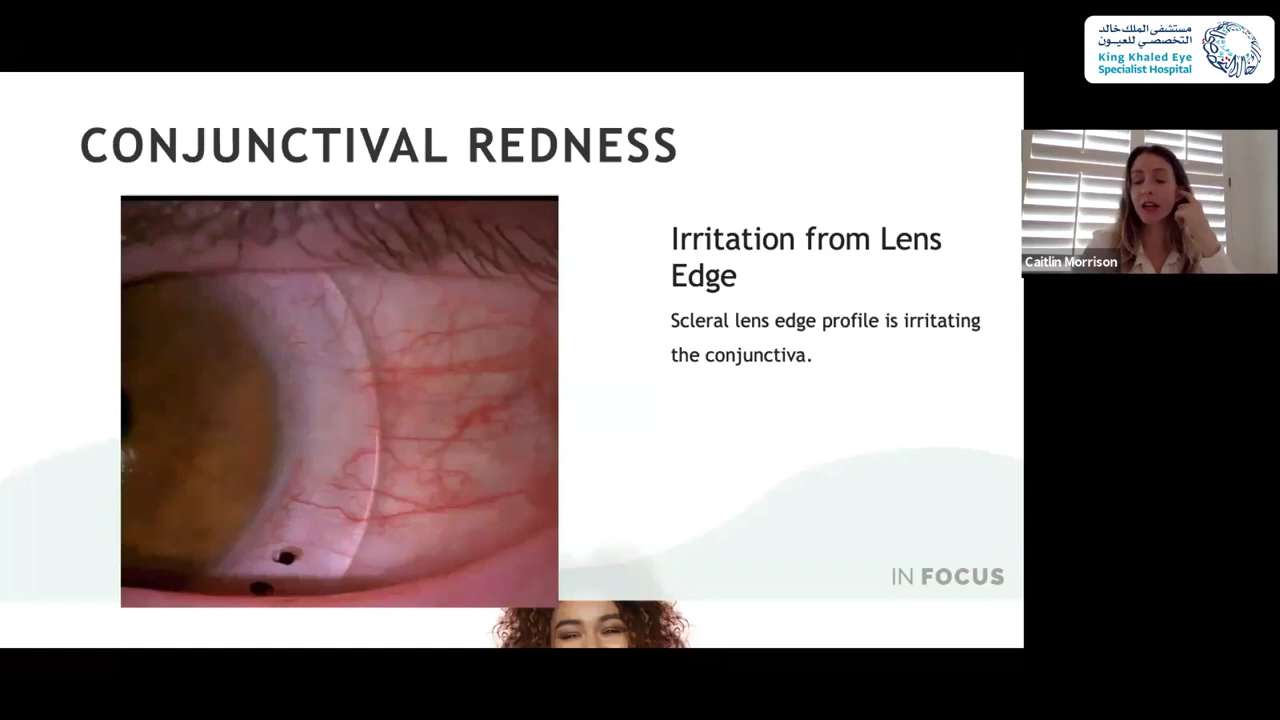 مستشفى الملك خالد
التخصصي للعيون
King Khaled Eye
Specialist Hospital
CONJUNCTIVAL REDNESS
Irritation from Lens
Edge
Scleral lens edge profile is irritating
the conjunctiva.
Caitlin Morrison
IN FOCUS